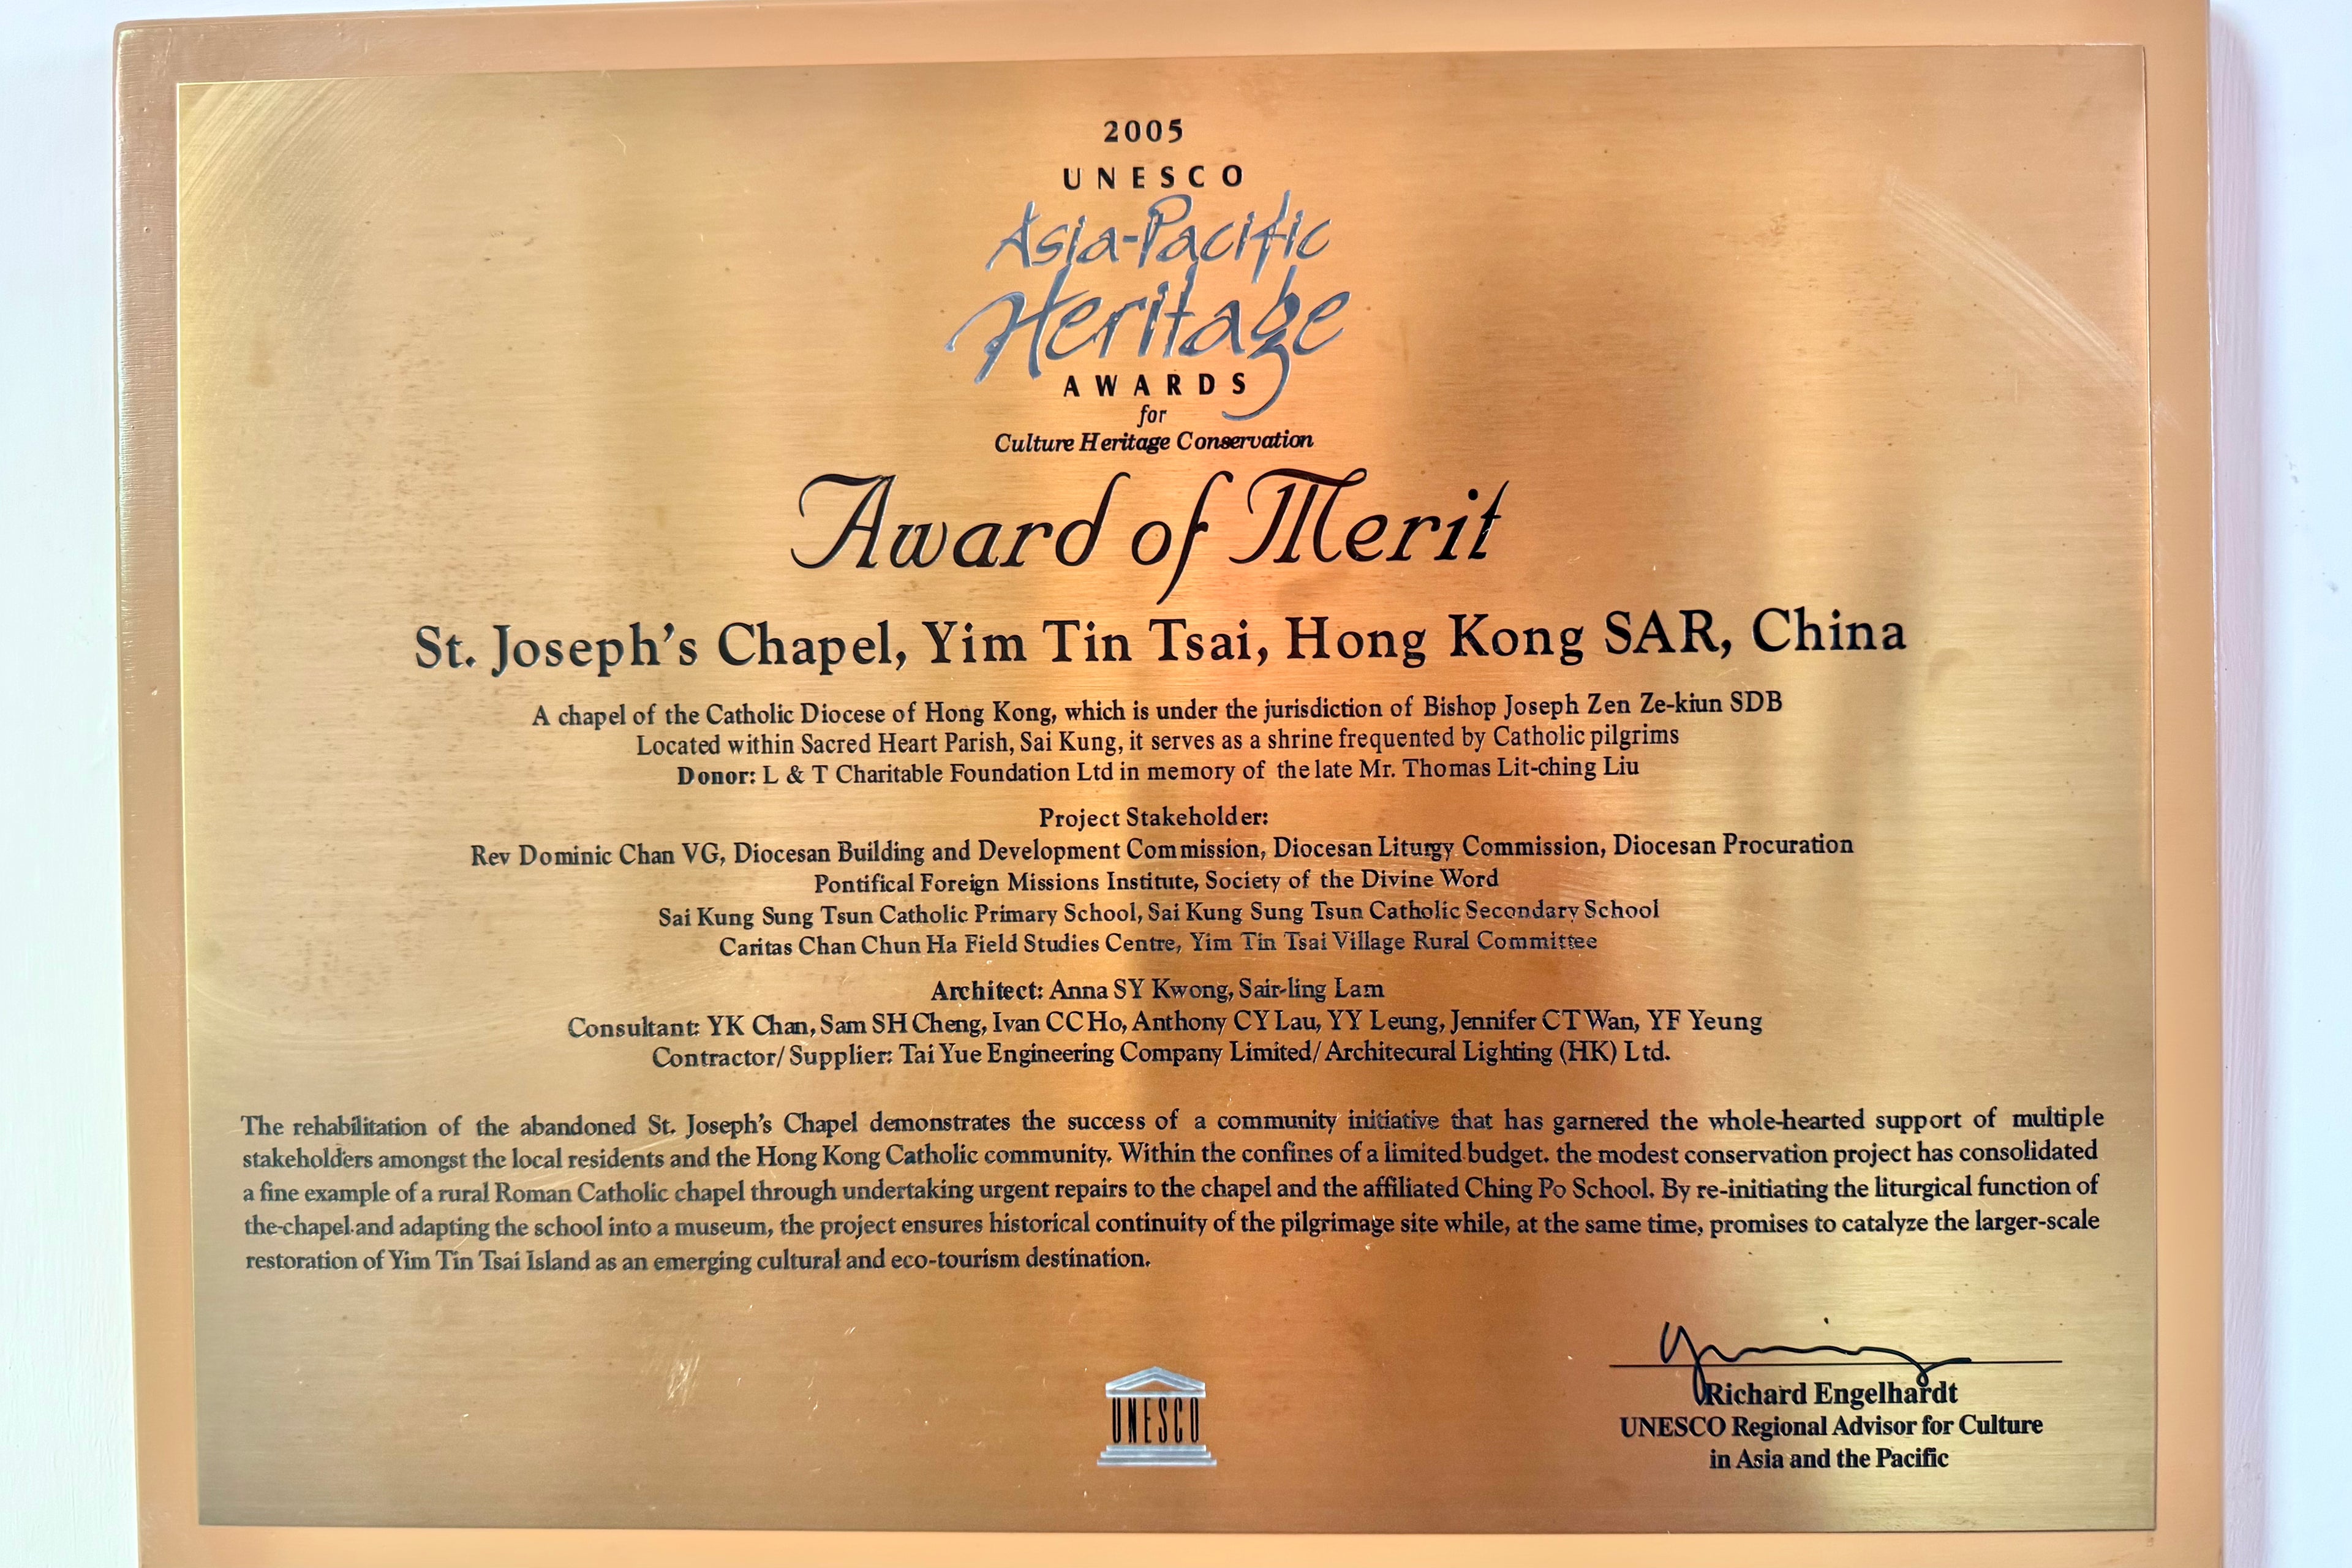 2005
UNESCO
Asia-Pacific
Heritage
AWARDS
for
Culture Heritage Conservation
Award of Merit
St. Joseph's Chapel, Yim Tin Tsai, Hong Kong SAR, China
A chapel of the Catholic Diocese of Hong Kong, which is under the jurisdiction of Bishop Joseph Zen Ze-kiun SDB
Located within Sacred Heart Parish, Sai Kung, it serves as a shrine frequented by Catholic pilgrims
Donor: L & T Charitable Foundation Ltd in memory of the late Mr. Thomas Lit-ching Liu
Project Stakeholder:
Rev Dominic Chan VG, Diocesan Building and Development Commission, Diocesan Liturgy Commission, Diocesan Procuration
Pontifical Foreign Missions Institute, Society of the Divine Word
Sai Kung Sung Tsun Catholic Primary School, Sai Kung Sung Tsun Catholic Secondary School
Caritas Chan Chun Ha Field Studies Centre, Yim Tin Tsai Village Rural Committee
Architect: Anna SY Kwong, Sair-ling Lam
Consultant: YK Chan, Sam SH Cheng, Ivan CC Ho, Anthony CY Lau, YY Leung, Jennifer CT Wan, YF Yeung
Contractor/Supplier: Tai Yue Engineering Company Limited/Architecural Lighting (HK) Ltd.
The rehabilitation of the abandoned St. Joseph's Chapel demonstrates the success of a community initiative that has garnered the whole-hearted support of multiple
stakeholders amongst the local residents and the Hong Kong Catholic community. Within the confines of a limited budget. the modest conservation project has consolidated
a fine example of a rural Roman Catholic chapel through undertaking urgent repairs to the chapel and the affiliated Ching Po School. By re-initiating the liturgical function of
the chapel and adapting the school into a museum, the project ensures historical continuity of the pilgrimage site while, at the same time, promises to catalyze the larger-scale
restoration of Yim Tin Tsai Island as an emerging cultural and eco-tourism destination.
Richard Engelhardt
UNESCO Regional Advisor for Culture
in Asia and the Pacific
UNESCO